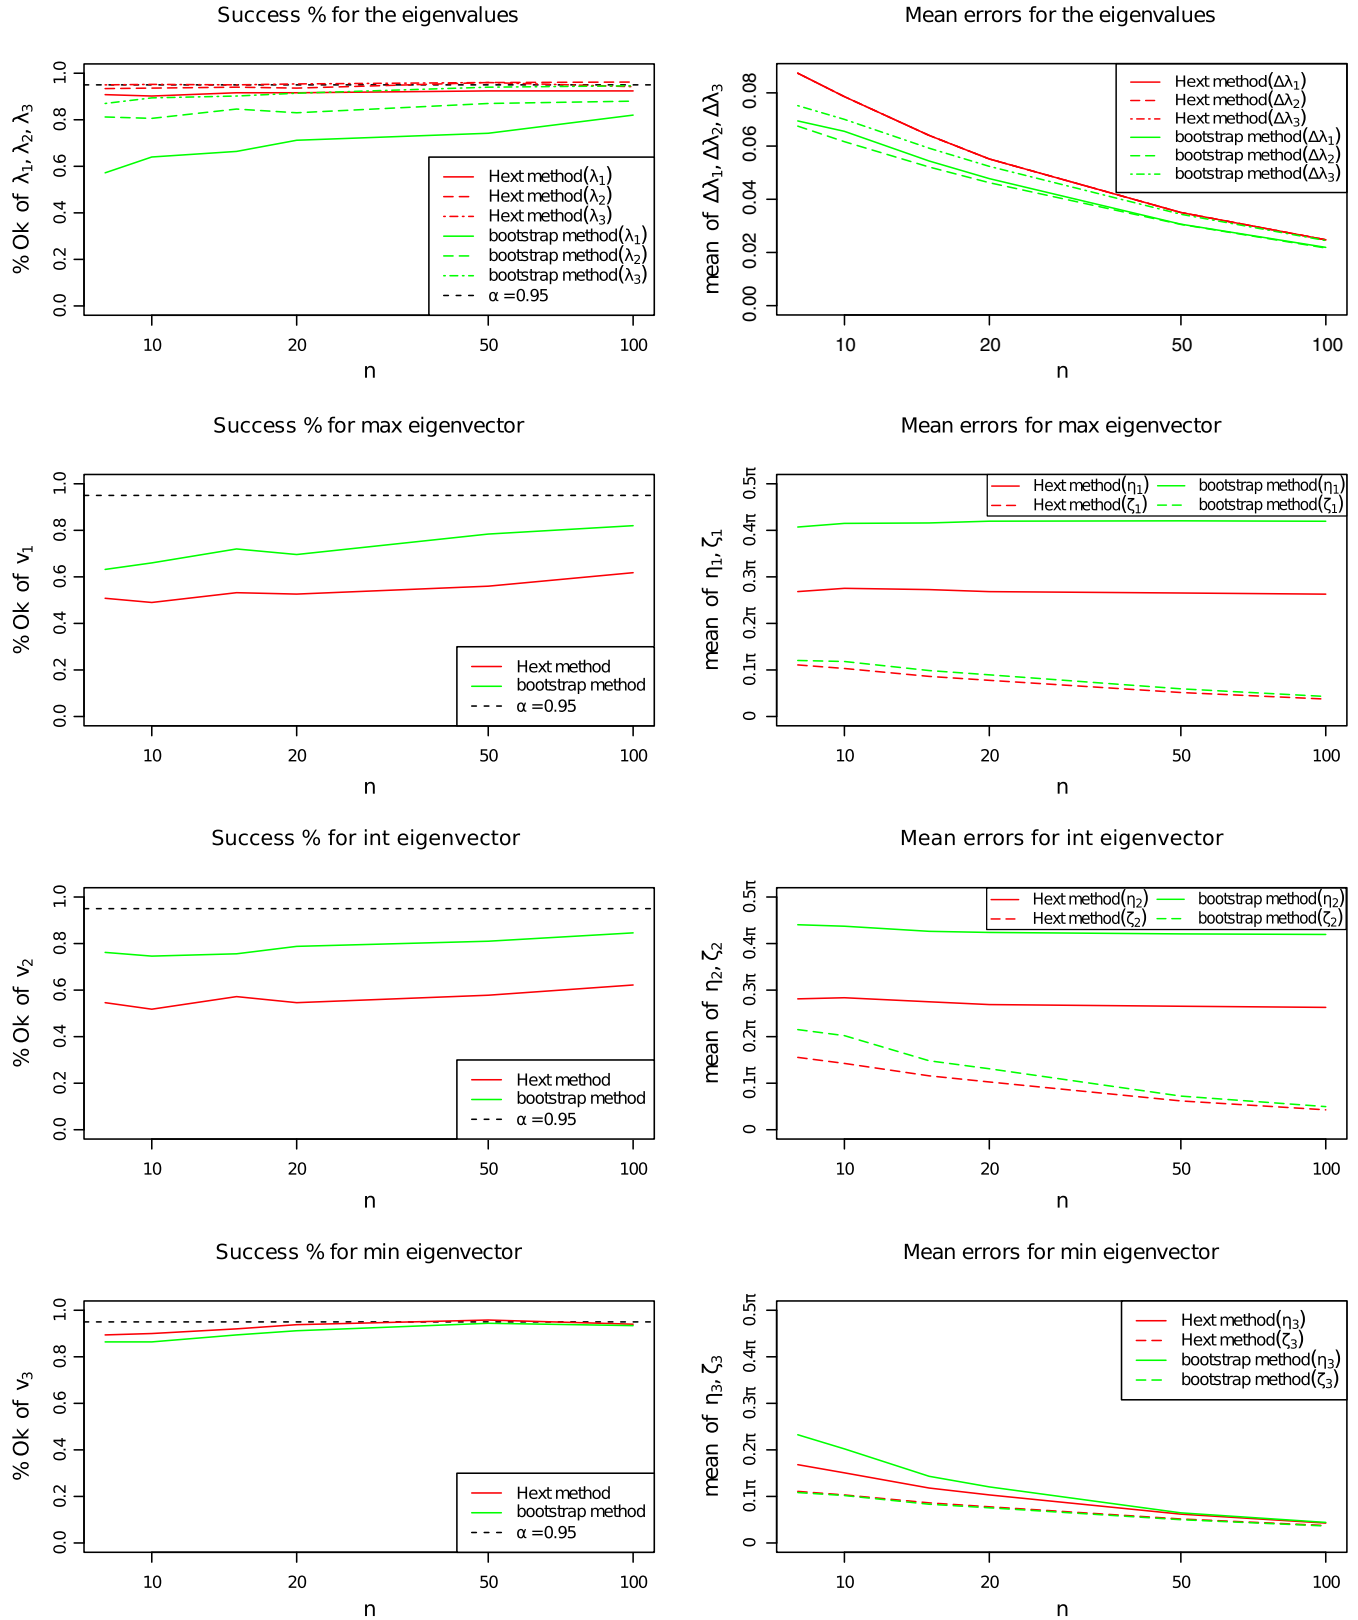 Success % for the eigenvalues
% Ok of λ1, λ2, λ3
1.0
0.8
0.6
0.4
0.2
0.0
Hext method(λ1)
Hext method(λ2)
Hext method(λ3)
bootstrap method(λ1)
bootstrap method(λ2)
bootstrap method(λ3)
α =0.95
10 20 50 100
n
Mean errors for the eigenvalues
mean of Δλ1, Δλ2, Δλ3
0.08
0.06
0.04
0.02
0.00
Hext method(Δλ1)
Hext method(Δλ2)
Hext method(Δλ3)
bootstrap method(Δλ1)
bootstrap method(Δλ2)
bootstrap method(Δλ3)
10 20 50 100
n
Success % for max eigenvector
% Ok of v1
1.0
0.8
0.6
0.4
0.2
0.0
Hext method
bootstrap method
α =0.95
10 20 50 100
n
Mean errors for max eigenvector
mean of η1, ζ1
0.5π
0.4π
0.3π
0.2π
0.1π
0
Hext method(η1) bootstrap method(η1)
Hext method(ζ1) bootstrap method(ζ1)
10 20 50 100
n
Success % for int eigenvector
% Ok of v2
1.0
0.8
0.6
0.4
0.2
0.0
Hext method
bootstrap method
α =0.95
10 20 50 100
n
Mean errors for int eigenvector
mean of η2, ζ2
0.5π
0.4π
0.3π
0.2π
0.1π
0
Hext method(η2) bootstrap method(η2)
Hext method(ζ2) bootstrap method(ζ2)
10 20 50 100
n
Success % for min eigenvector
% Ok of v3
1.0
0.8
0.6
0.4
0.2
0.0
Hext method
bootstrap method
α =0.95
10 20 50 100
n
Mean errors for min eigenvector
mean of η3, ζ3
0.5π
0.4π
0.3π
0.2π
0.1π
0
Hext method(η3)
Hext method(ζ3)
bootstrap method(η3)
bootstrap method(ζ3)
10 20 50 100
n